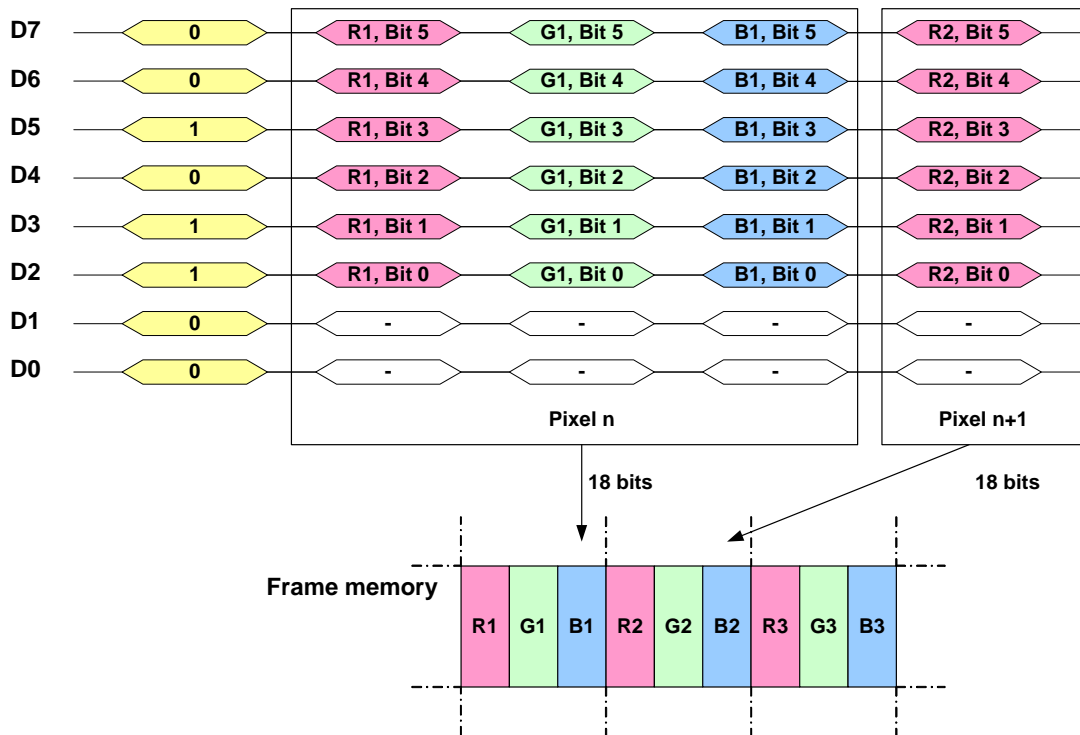 D7 0 R1, Bit 5 G1, Bit 5 B1, Bit 5 R2, Bit 5
D6 0 R1, Bit 4 G1, Bit 4 B1, Bit 4 R2, Bit 4
D5 1 R1, Bit 3 G1, Bit 3 B1, Bit 3 R2, Bit 3
D4 0 R1, Bit 2 G1, Bit 2 B1, Bit 2 R2, Bit 2
D3 1 R1, Bit 1 G1, Bit 1 B1, Bit 1 R2, Bit 1
D2 1 R1, Bit 0 G1, Bit 0 B1, Bit 0 R2, Bit 0
D1 0 - - - -
D0 0 - - - -
Pixel n Pixel n+1
18 bits 18 bits
Frame memory
R1 G1 B1 R2 G2 B2 R3 G3 B3